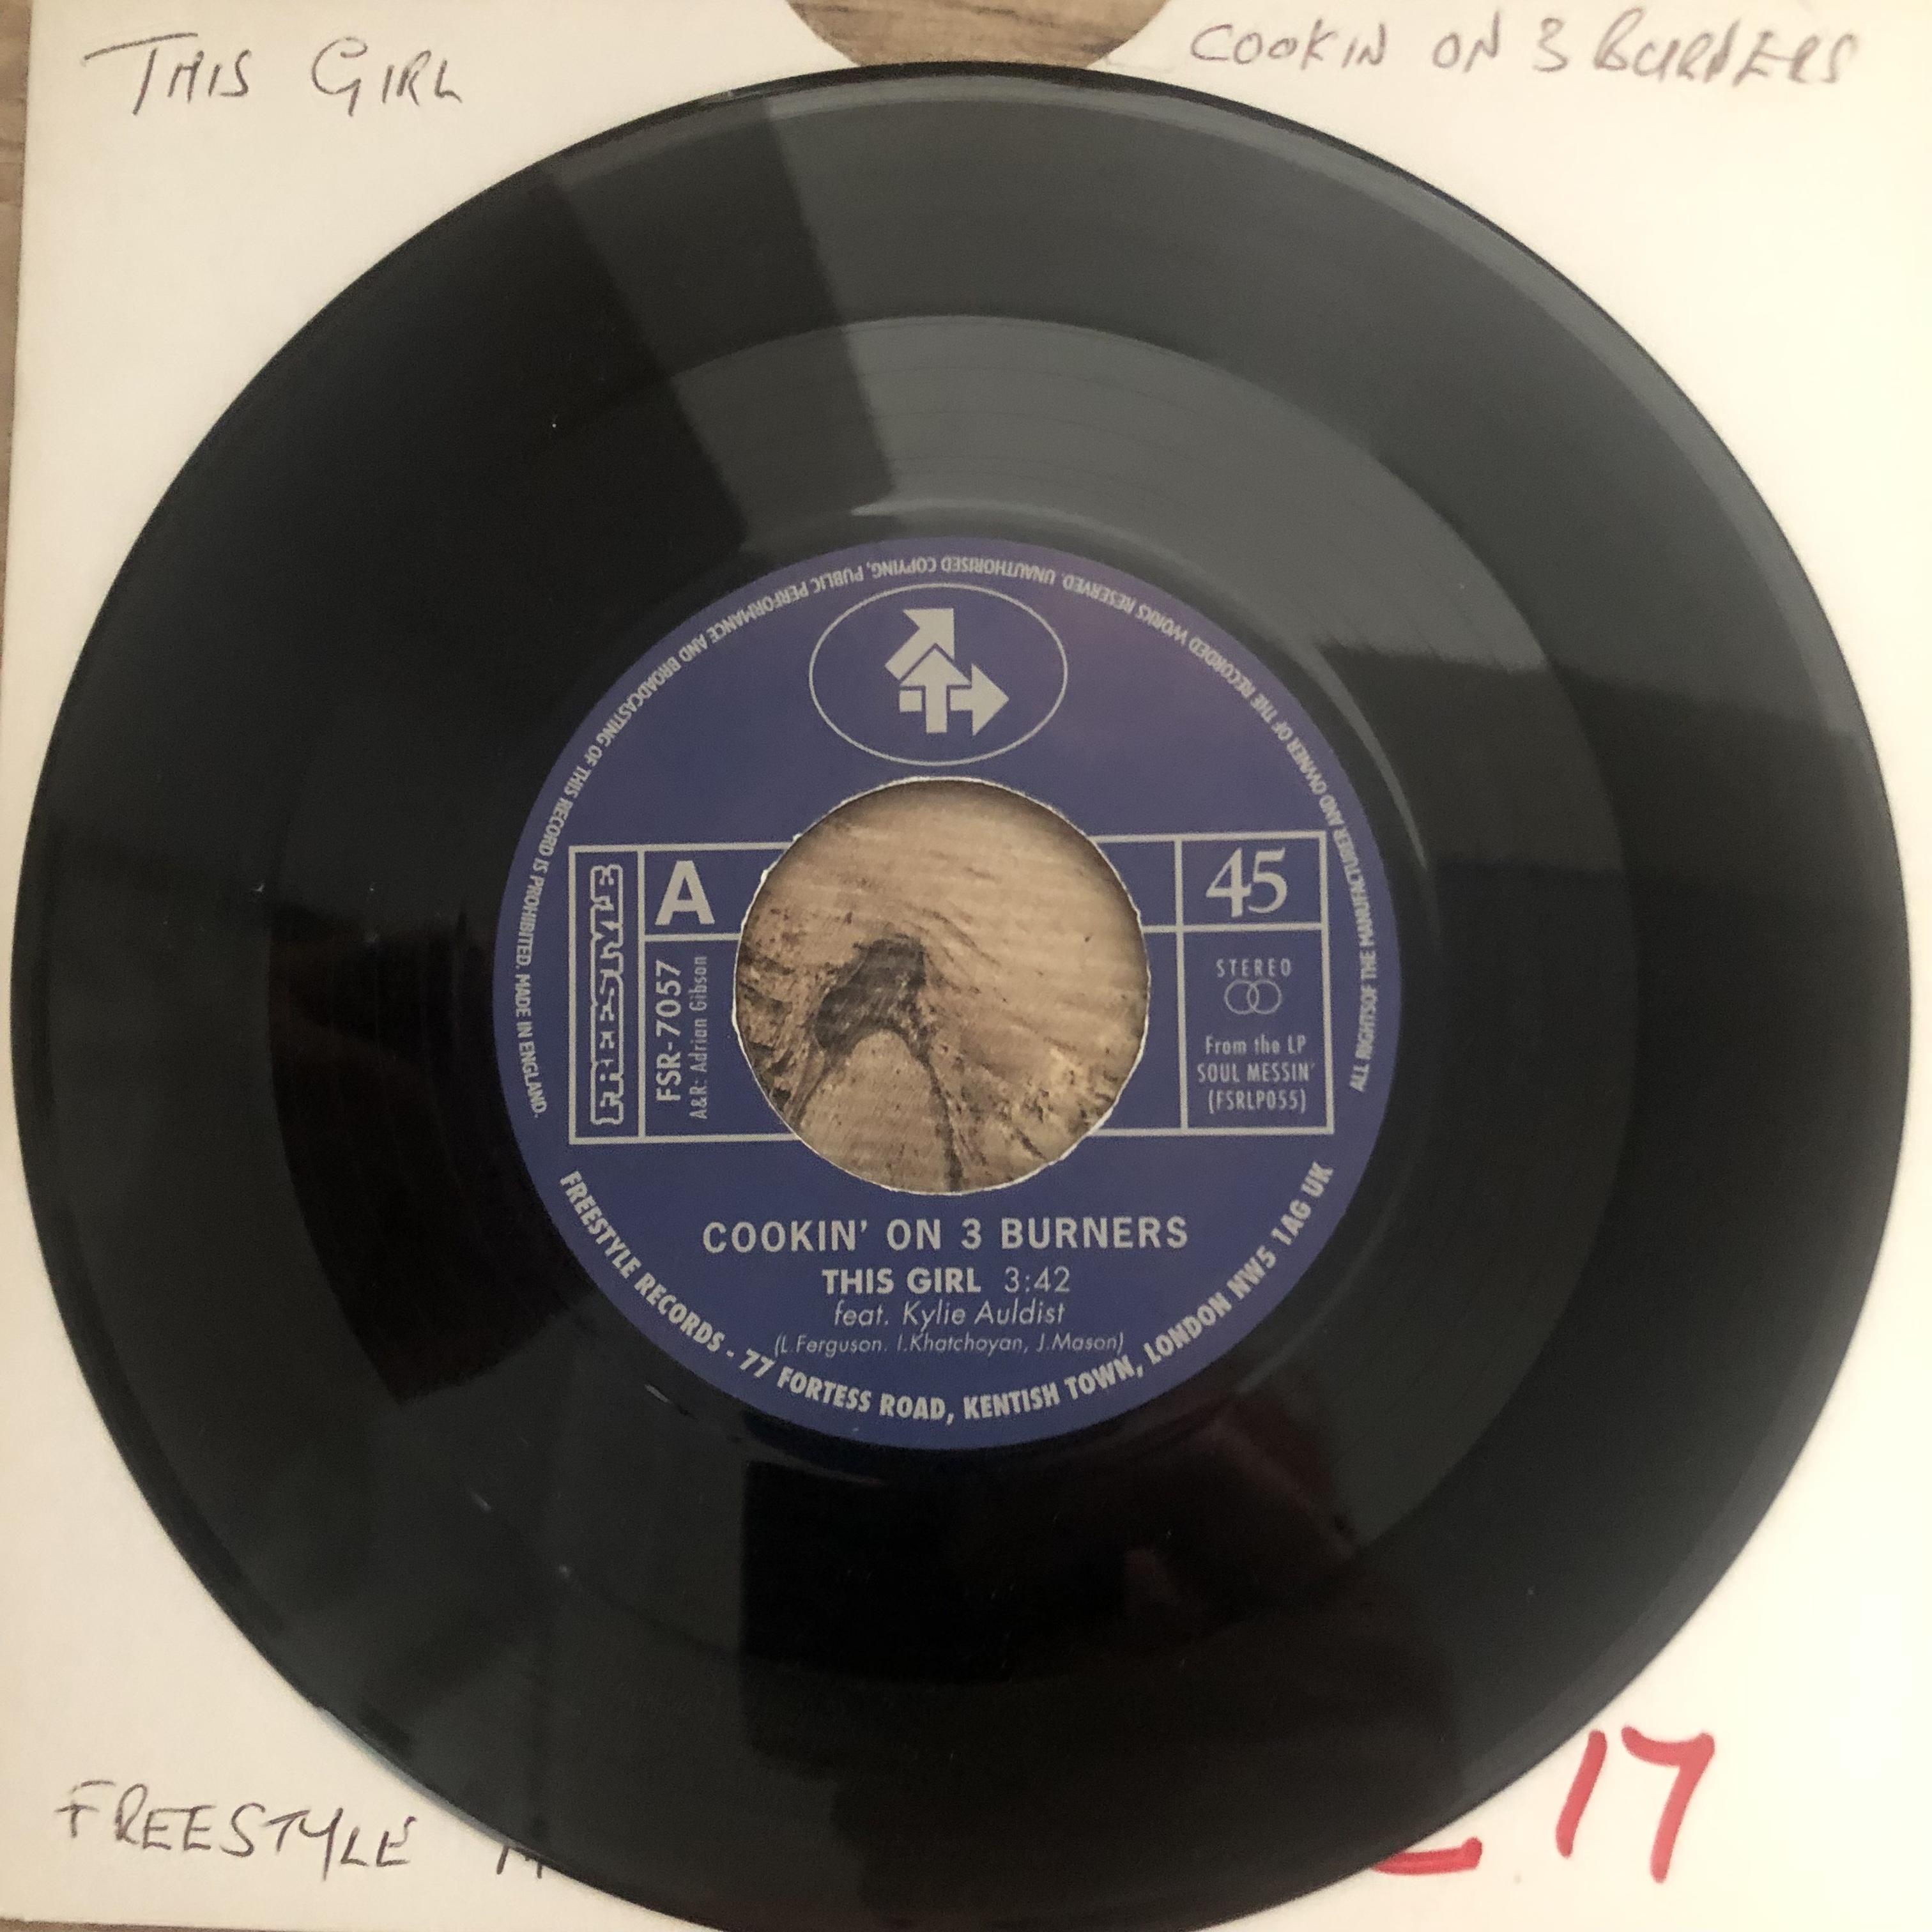 THIS GIRL
COOKIN ON 3 BURNERS
ALL RIGHTSOF THE MANUFACTURER AND OWNER OF THE RECORDED WORKS RESERVED. UNAUTHORISED COPYING, PUBLIC PERFORMANCE AND BROADCASTING OF THIS RECORD IS PROHIBITED. MADE IN ENGLAND.
FREESTYLE
A
FSR-7057
A&R: Adrian Gibson
45
STEREO
From the LP
SOUL MESSIN'
(FSRLP055)
COOKIN' ON 3 BURNERS
THIS GIRL 3:42
feat. Kylie Auldist
(L.Ferguson. I.Khatchoyan, J.Mason)
FREESTYLE RECORDS - 77 FORTESS ROAD, KENTISH TOWN, LONDON NW5 1AG UK
FREESTYLE
17